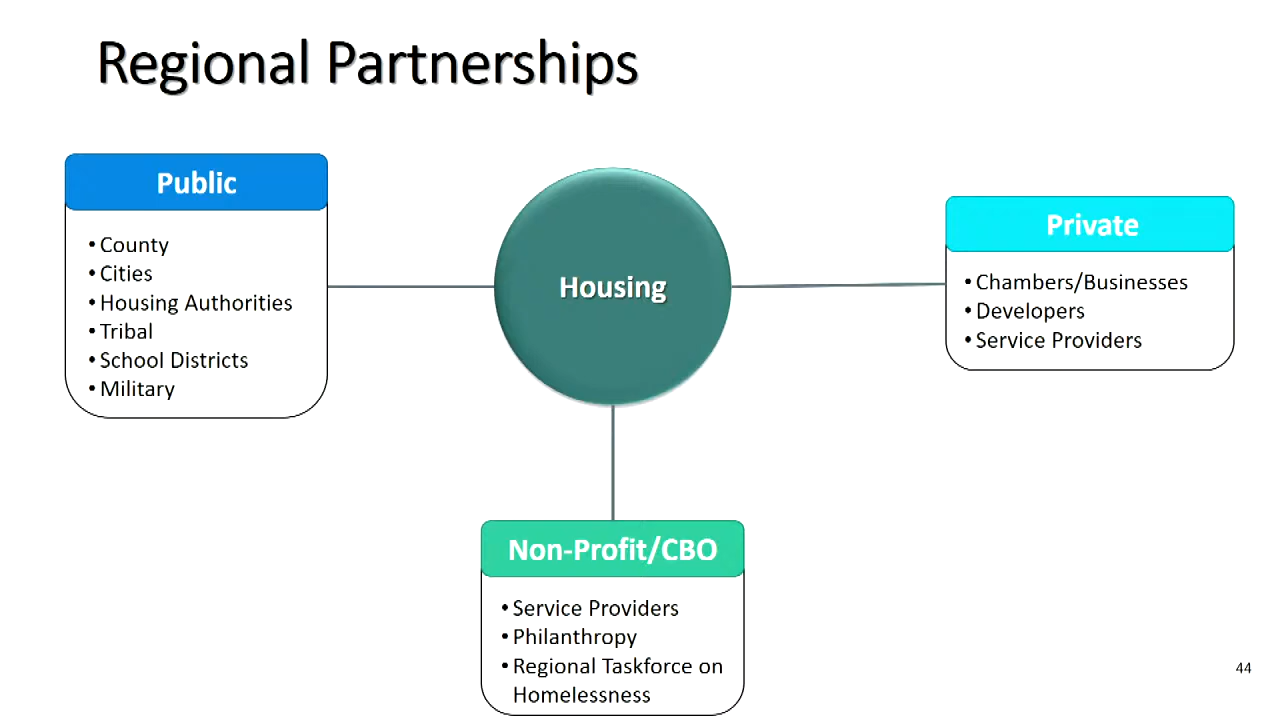 Regional Partnerships
Public
• County
• Cities
• Housing Authorities
• Tribal
• School Districts
• Military
Housing
Private
• Chambers/Businesses
• Developers
• Service Providers
Non-Profit/CBO
• Service Providers
• Philanthropy
• Regional Taskforce on
Homelessness
44